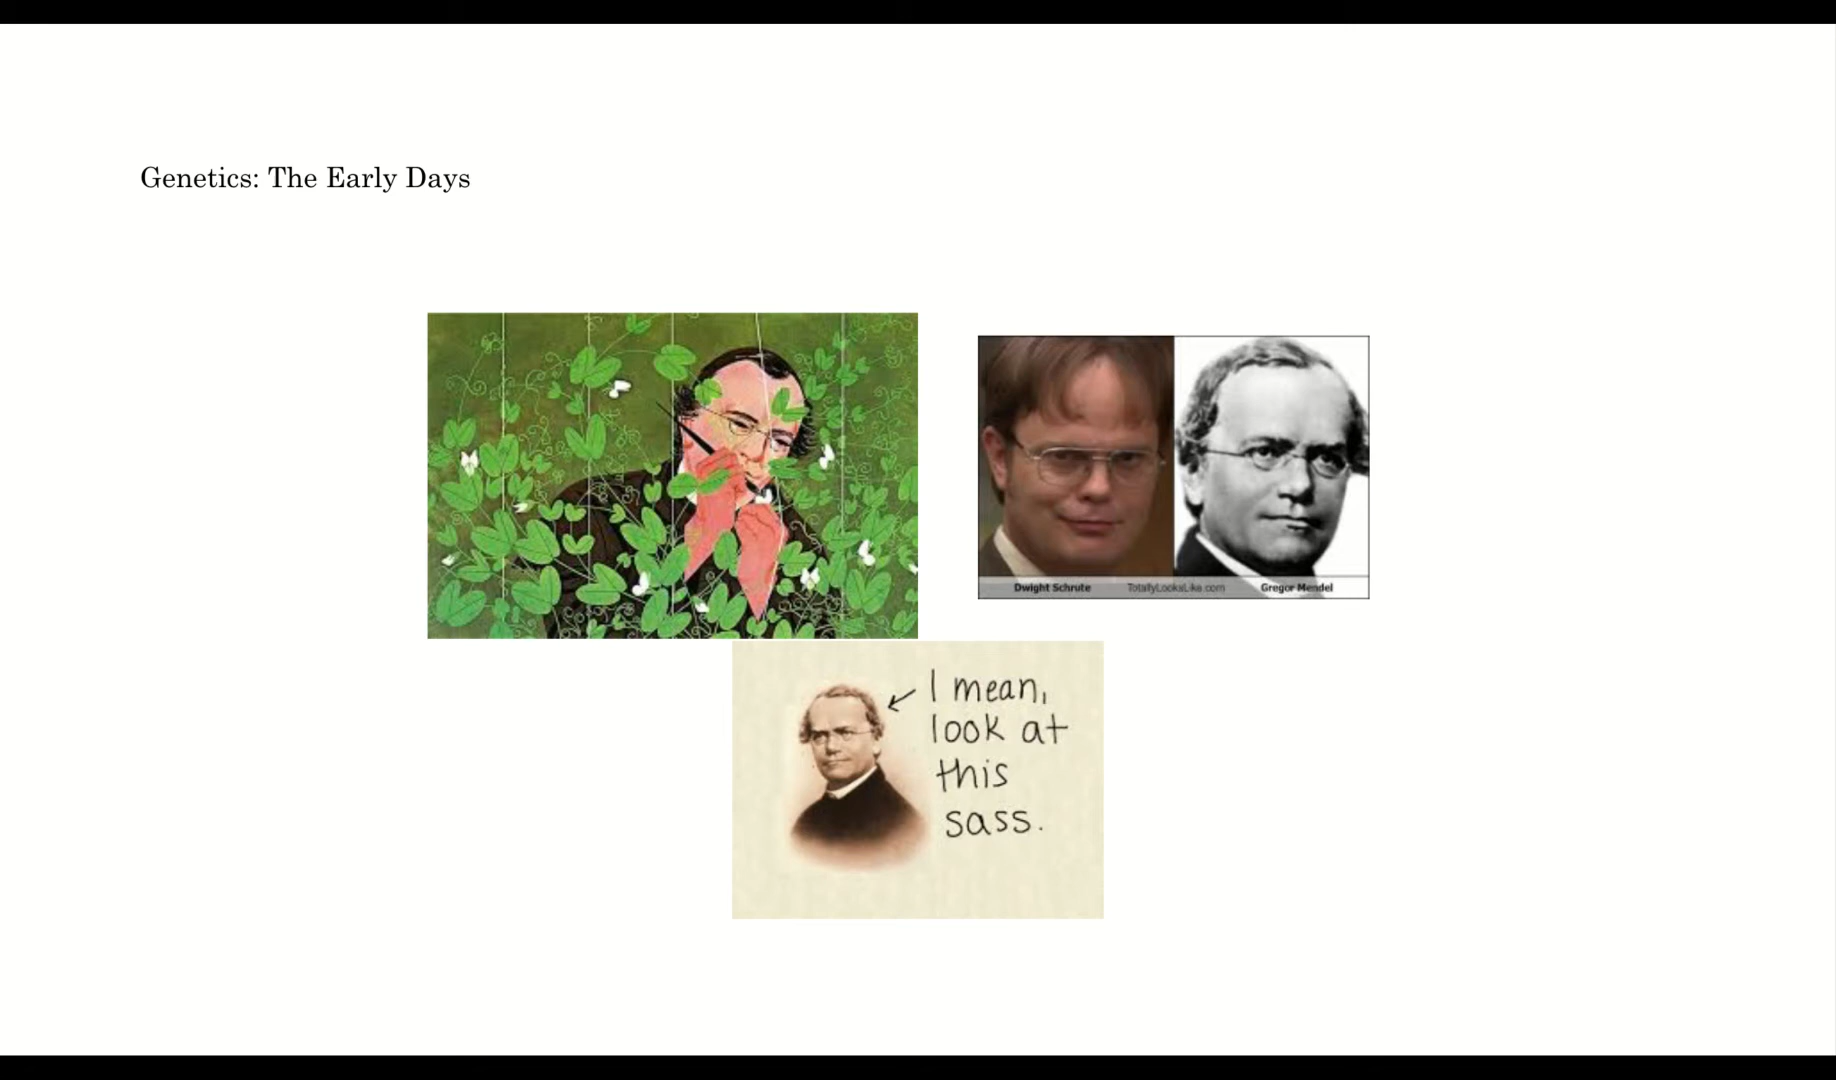 Genetics: The Early Days
Dwight Schrute TotallyLooksLike.com Gregor Mendel
I mean,
look at
this
sass.